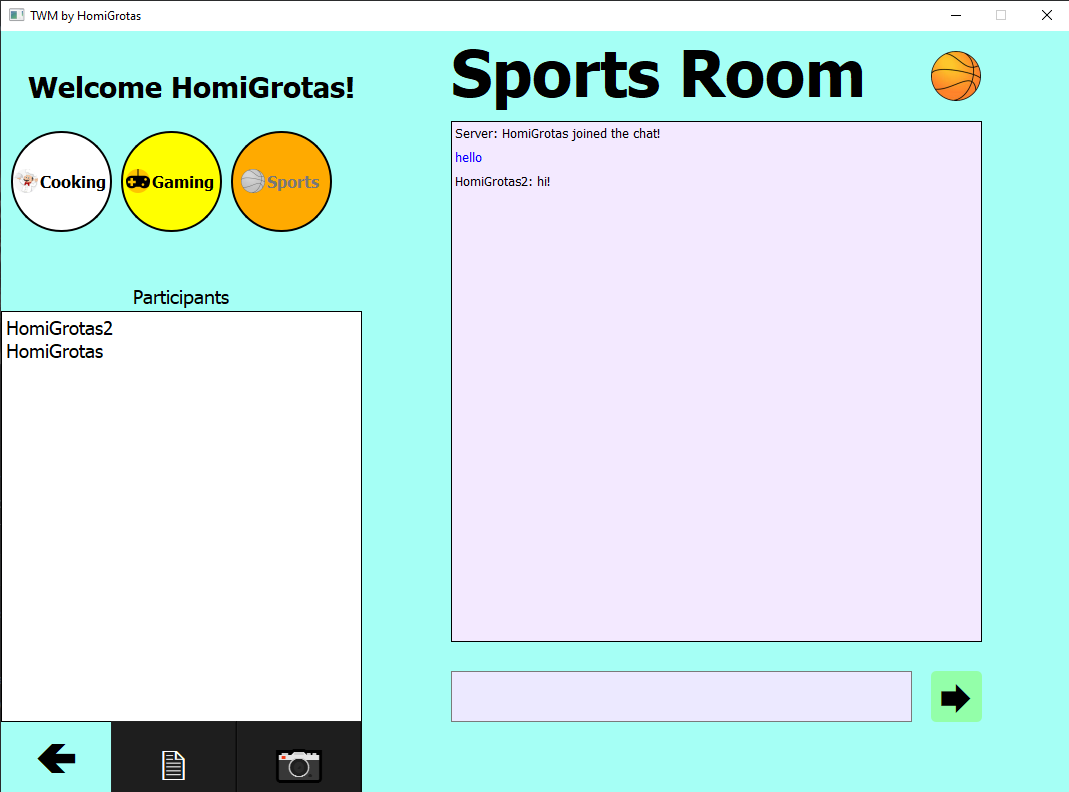 TWM by HomiGrotas
Welcome HomiGrotas!
Cooking
Gaming
Sports
Participants
HomiGrotas2
HomiGrotas
Sports Room
Server: HomiGrotas joined the chat!
hello
HomiGrotas2: hi!